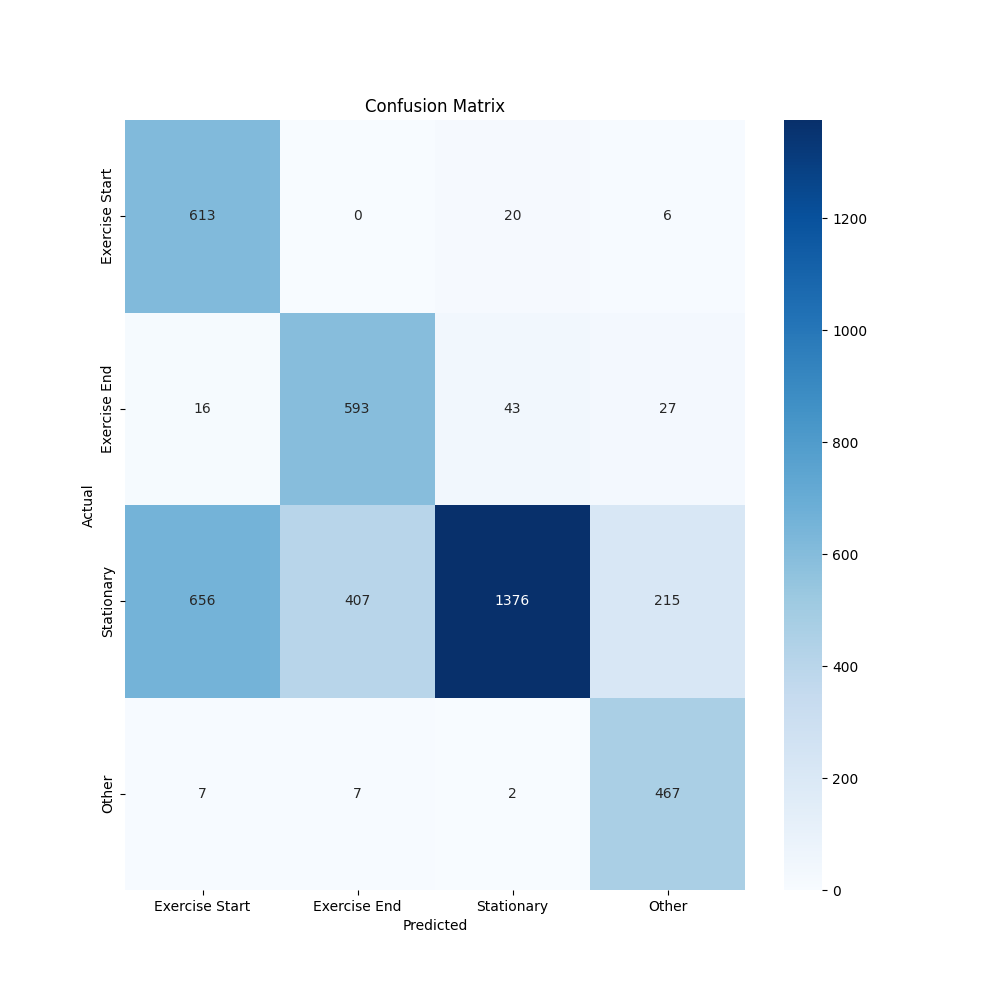 Confusion Matrix
Exercise Start
613 0 20 6
Exercise End
16 593 43 27
Stationary
656 407 1376 215
Other
7 7 2 467
Actual
Exercise Start Exercise End Stationary Other
Predicted
1200
1000
800
600
400
200
0